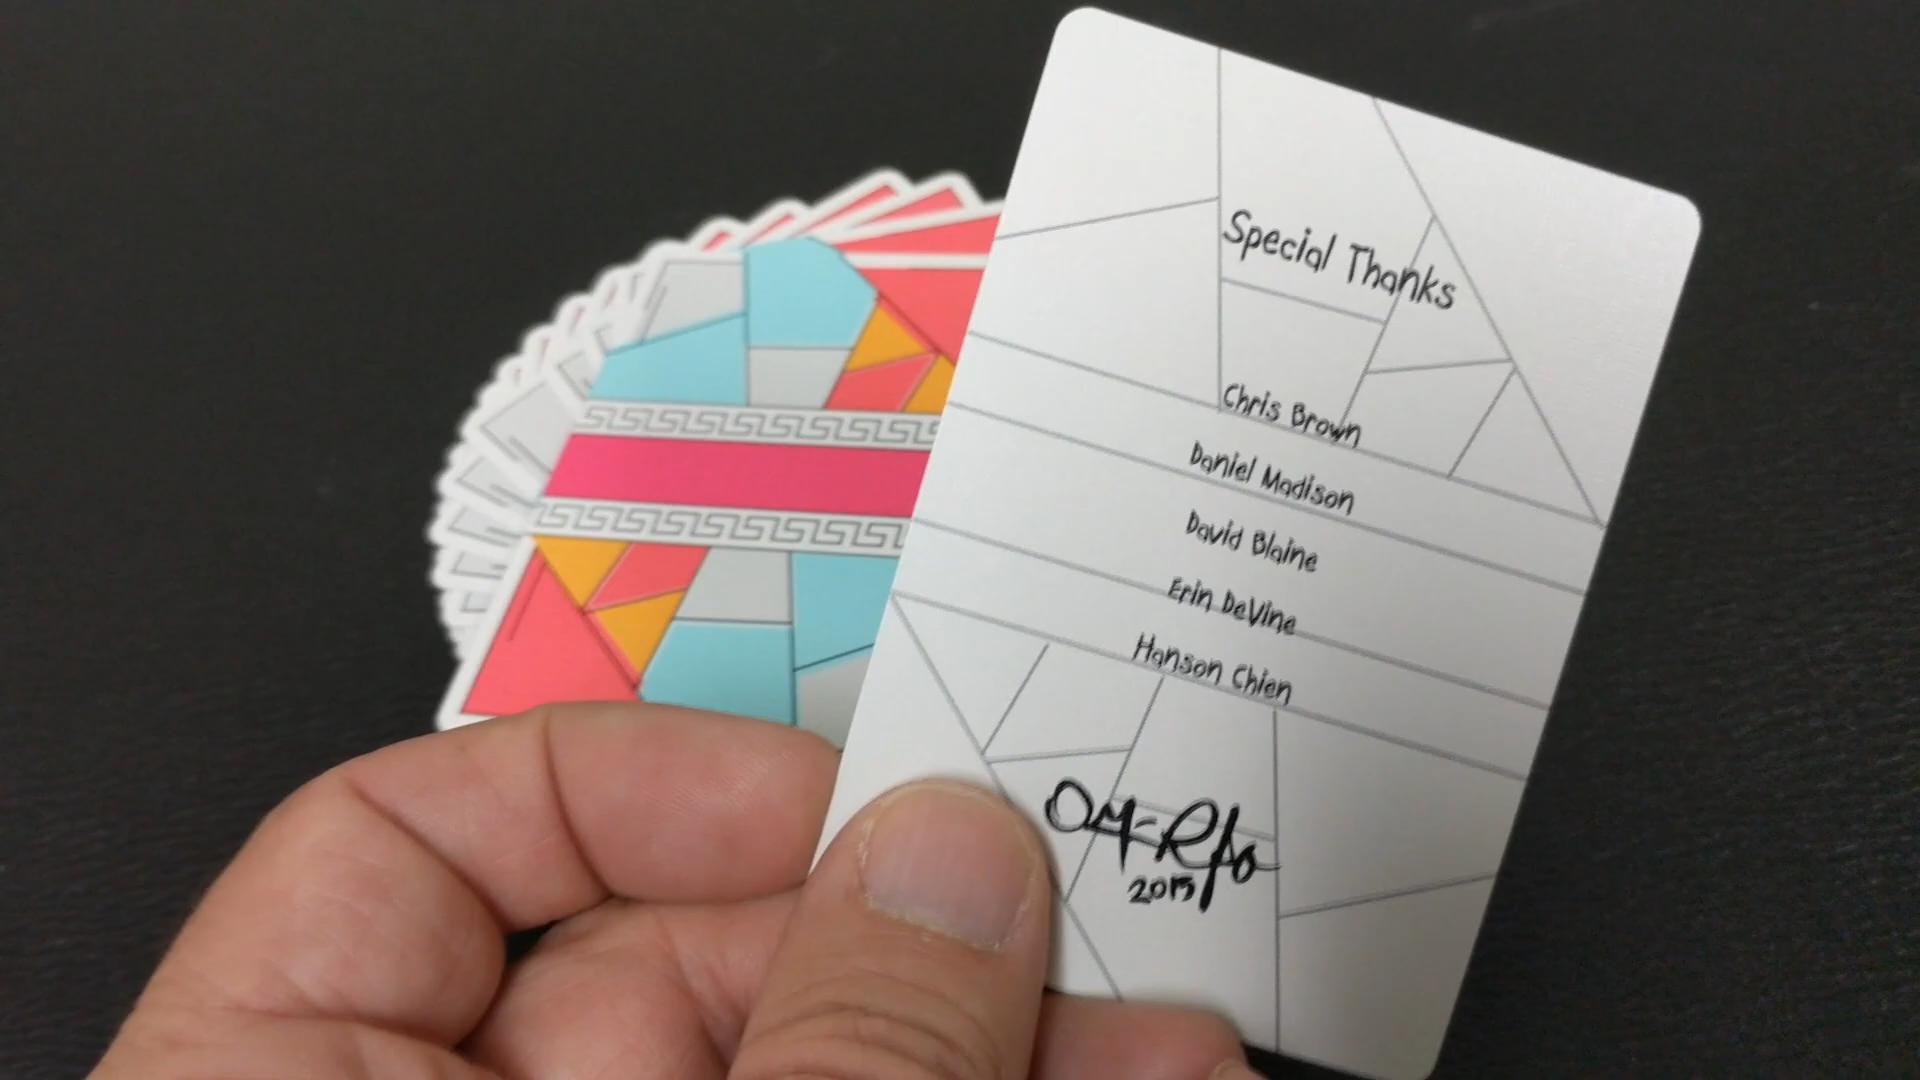 Special Thanks
Chris Brown
Daniel Madison
David Blaine
Erin DeVine
Hanson Chien
2015